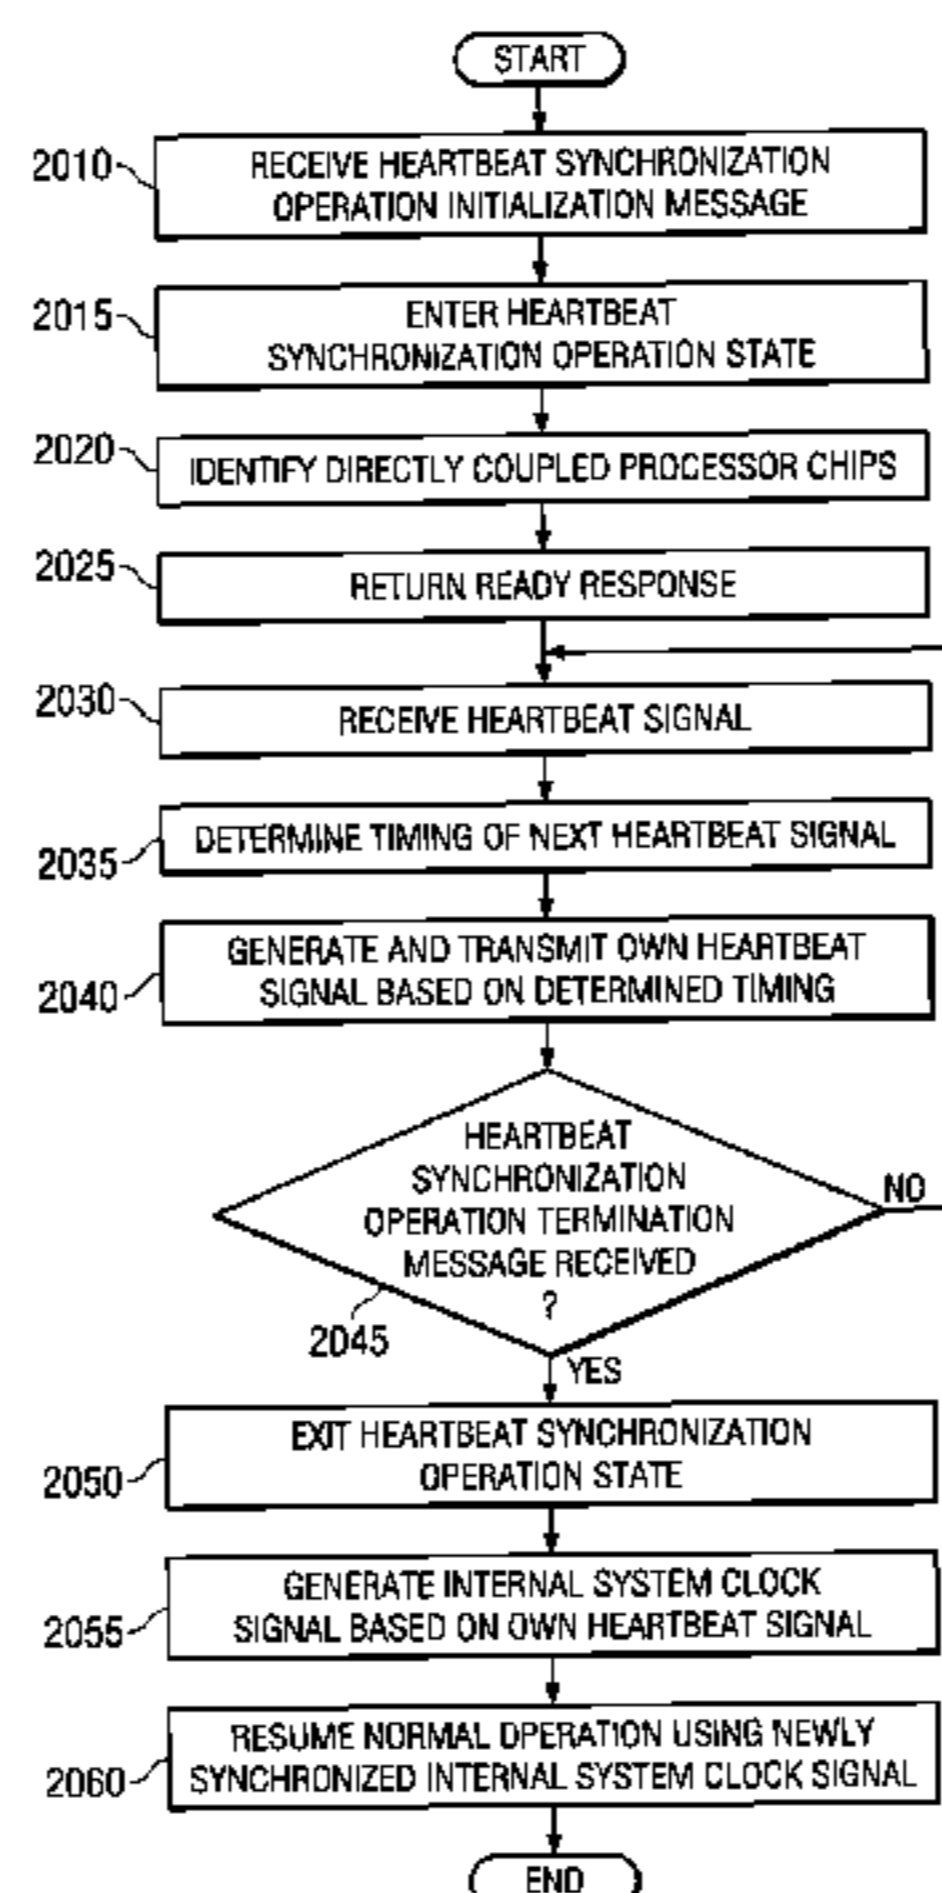 START
2010
RECEIVE HEARTBEAT SYNCHRONIZATION
OPERATION INITIALIZATION MESSAGE
2015
ENTER HEARTBEAT
SYNCHRONIZATION OPERATION STATE
2020
IDENTIFY DIRECTLY COUPLED PROCESSOR CHIPS
2025
RETURN READY RESPONSE
2030
RECEIVE HEARTBEAT SIGNAL
2035
DETERMINE TIMING OF NEXT HEARTBEAT SIGNAL
2040
GENERATE AND TRANSMIT OWN HEARTBEAT
SIGNAL BASED ON DETERMINED TIMING
HEARTBEAT
SYNCHRONIZATION
OPERATION TERMINATION
MESSAGE RECEIVED
?
NO
2045
YES
2050
EXIT HEARTBEAT SYNCHRONIZATION
OPERATION STATE
2055
GENERATE INTERNAL SYSTEM CLOCK
SIGNAL BASED ON OWN HEARTBEAT SIGNAL
2060
RESUME NORMAL OPERATION USING NEWLY
SYNCHRONIZED INTERNAL SYSTEM CLOCK SIGNAL
END